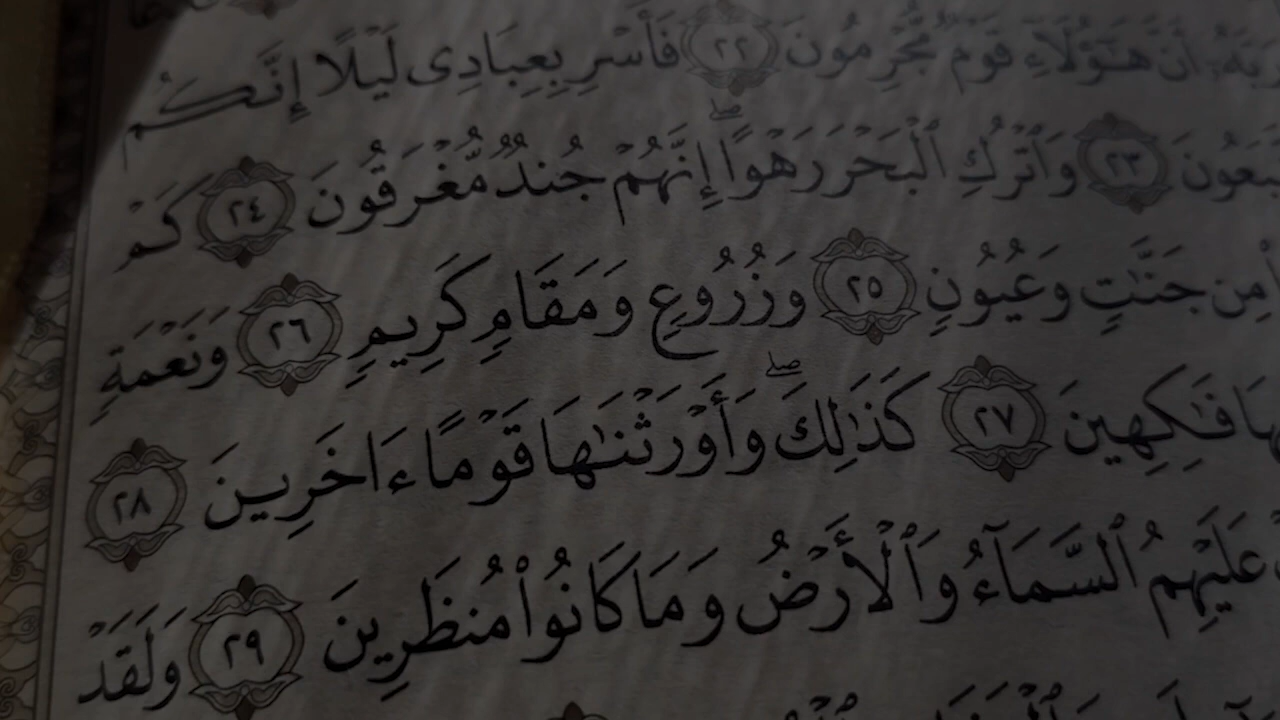 أَنَّ هَـٰٓؤُلَآءِ قَوْمٌ مُّجْرِمُونَ ٢٢ فَأَسْرِ بِعِبَادِى لَيْلًا إِنَّكُم
٢٣ وَٱتْرُكِ ٱلْبَحْرَ رَهْوًا ۖ إِنَّهُمْ جُندٌ مُّغْرَقُونَ ٢٤ كَمْ
مِن جَنَّـٰتٍ وَعُيُونٍ ٢٥ وَزُرُوعٍ وَمَقَامٍ كَرِيمٍ ٢٦ وَنَعْمَةٍ
فَـٰكِهِينَ ٢٧ كَذَٰلِكَ ۖ وَأَوْرَثْنَـٰهَا قَوْمًا ءَاخَرِينَ ٢٨
عَلَيْهِمُ ٱلسَّمَآءُ وَٱلْأَرْضُ وَمَا كَانُوا۟ مُنظَرِينَ ٢٩ وَلَقَدْ